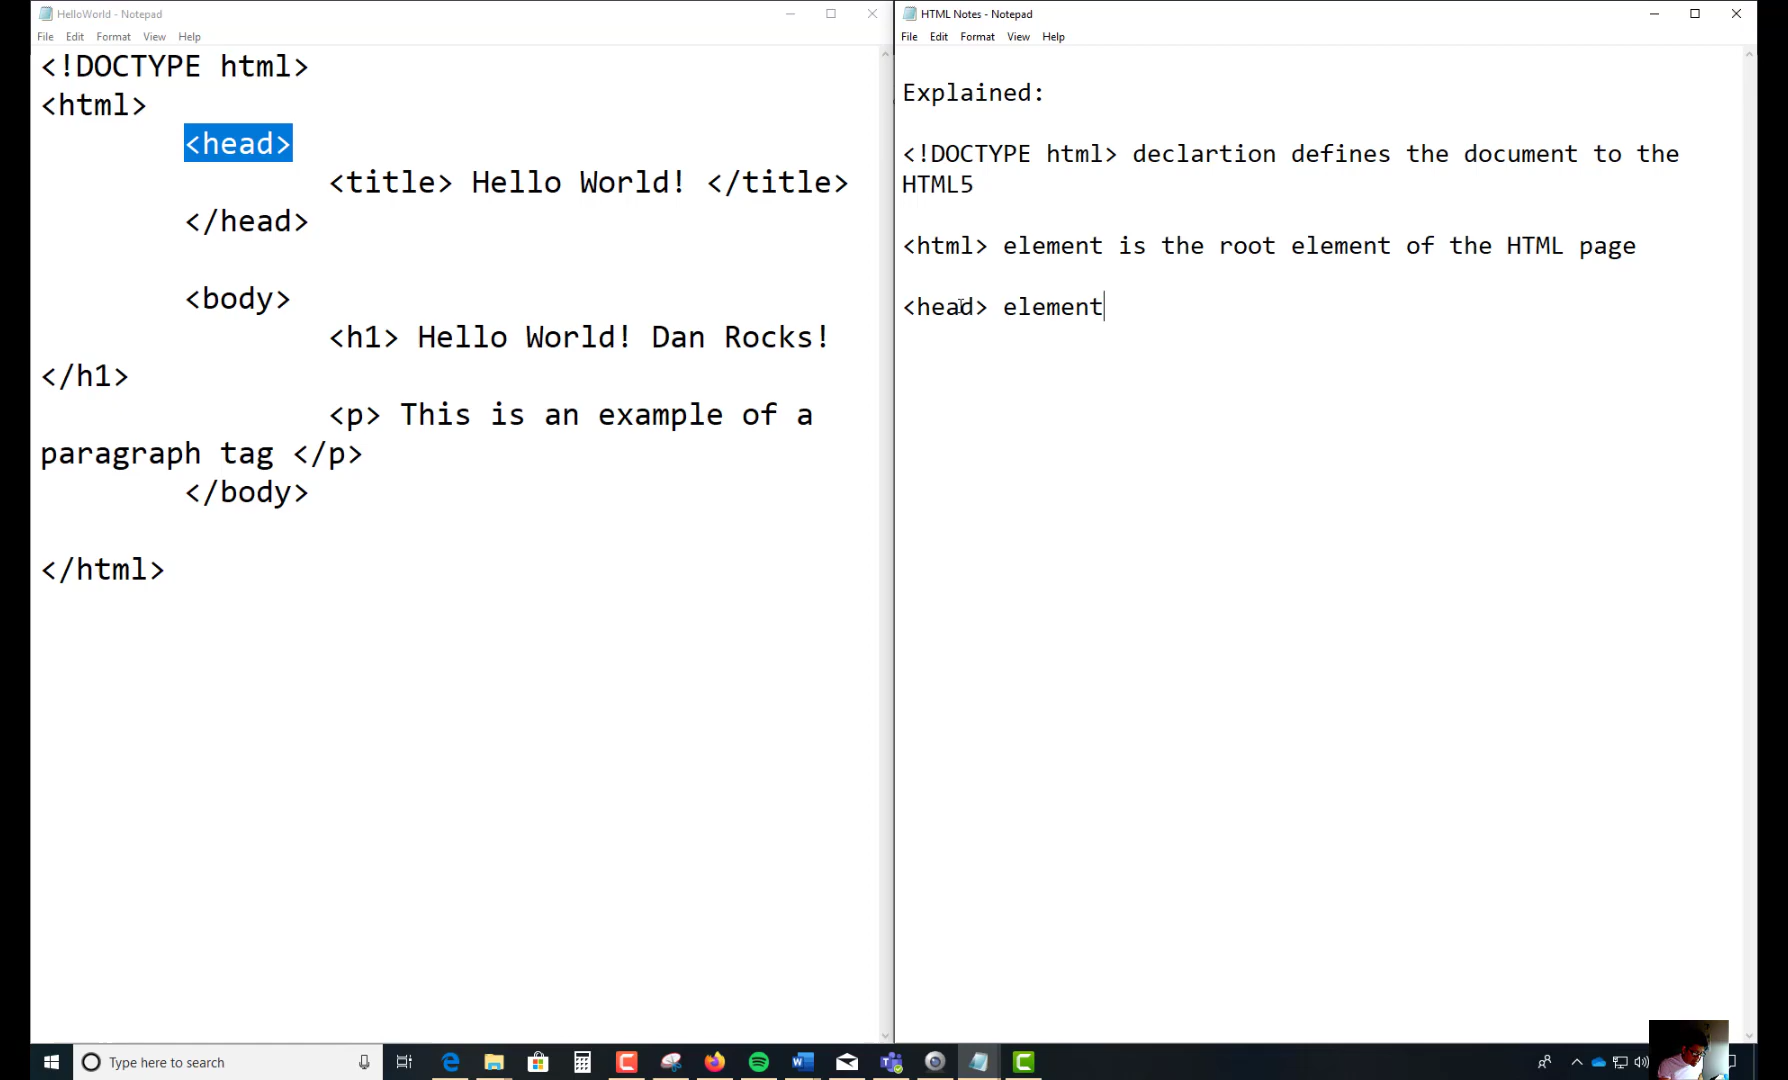 HelloWorld - Notepad
File Edit Format View Help
<!DOCTYPE html>
<html>
<head>
<title> Hello World! </title>
</head>
<body>
<h1> Hello World! Dan Rocks!
</h1>
<p> This is an example of a
paragraph tag </p>
</body>
</html>
HTML Notes - Notepad
File Edit Format View Help
Explained:
<!DOCTYPE html> declartion defines the document to the
HTML5
<html> element is the root element of the HTML page
<head> element
Type here to search